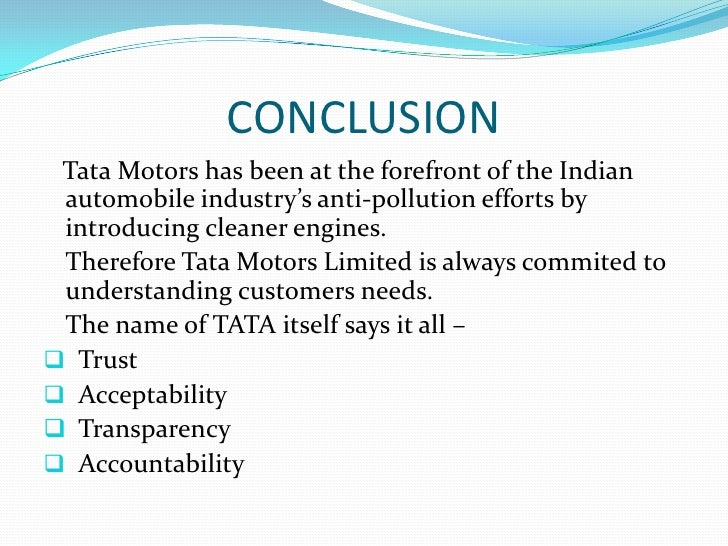 CONCLUSION
Tata Motors has been at the forefront of the Indian
automobile industry’s anti-pollution efforts by
introducing cleaner engines.
Therefore Tata Motors Limited is always commited to
understanding customers needs.
The name of TATA itself says it all –
❑ Trust
❑ Acceptability
❑ Transparency
❑ Accountability